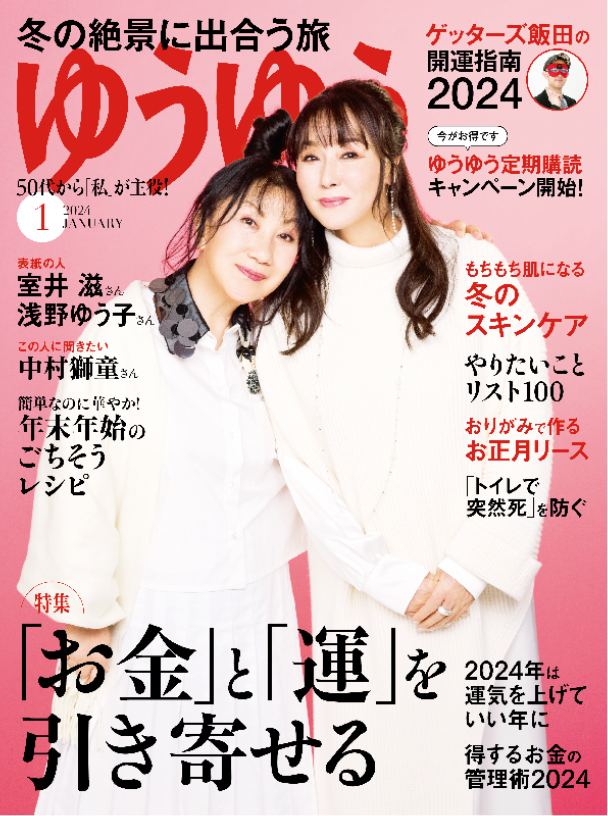 冬の絶景に出合う旅
ゆうゆう
50代から「私」が主役!
1
2024
JANUARY
表紙の人
室井 滋さん
浅野ゆう子さん
この人に聞きたい
中村獅童さん
簡単なのに華やか!
年末年始の
ごちそう
レシピ
ゲッターズ飯田の
開運指南
2024
今がお得です
ゆうゆう定期購読
キャンペーン開始!
もちもち肌になる
冬の
スキンケア
やりたいこと
リスト100
おりがみで作る
お正月リース
「トイレで
突然死」を防ぐ
特集
「お金」と「運」を
引き寄せる
2024年は
運気を上げて
いい年に
得するお金の
管理術2024